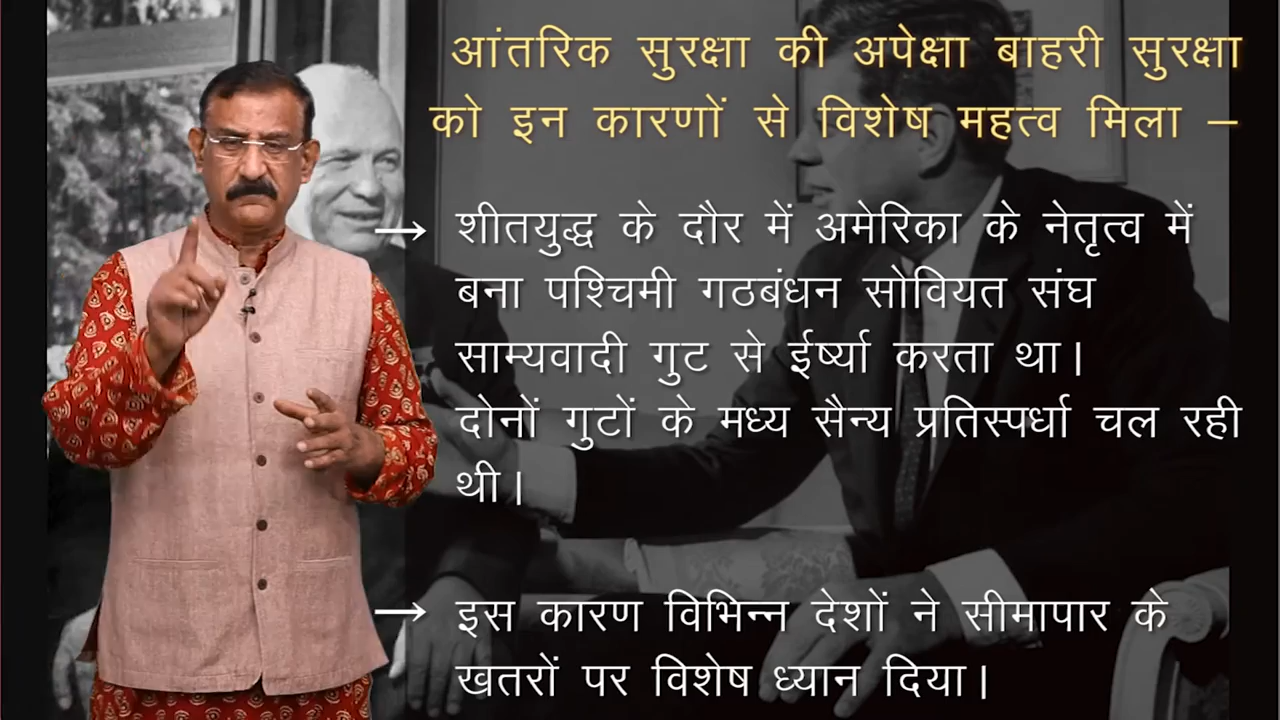 आंतरिक सुरक्षा की अपेक्षा बाहरी सुरक्षा
को इन कारणों से विशेष महत्व मिला –
→ शीतयुद्ध के दौर में अमेरिका के नेतृत्व में
बना पश्चिमी गठबंधन सोवियत संघ
साम्यवादी गुट से ईर्ष्या करता था।
दोनों गुटों के मध्य सैन्य प्रतिस्पर्धा चल रही
थी।
→ इस कारण विभिन्न देशों ने सीमापार के
खतरों पर विशेष ध्यान दिया।